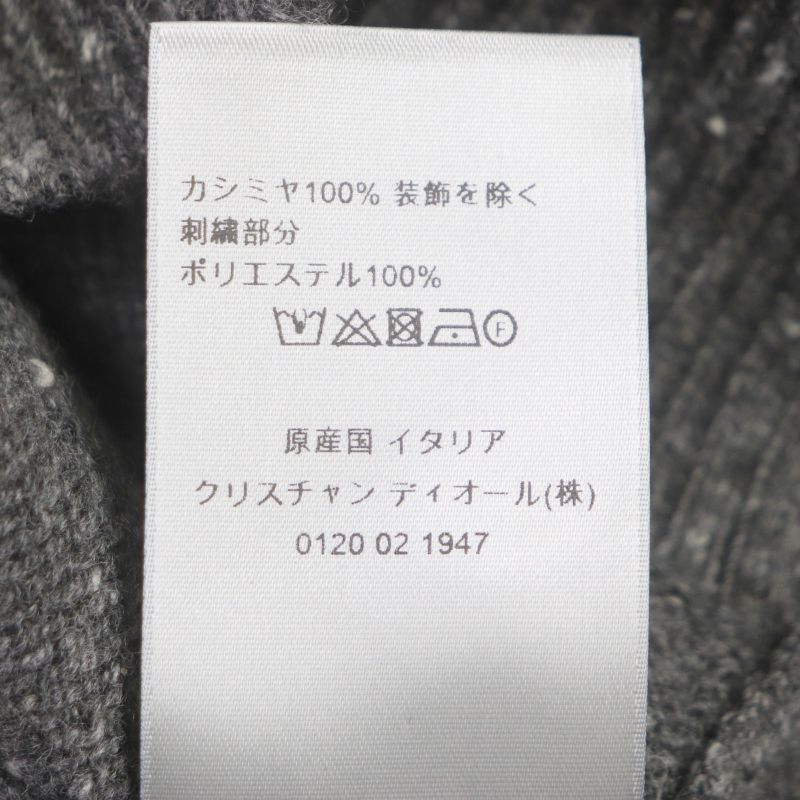 カシミヤ100% 装飾を除く
刺繍部分
ポリエステル100%
F
原産国 イタリア
クリスチャン ディオール(株)
0120 02 1947